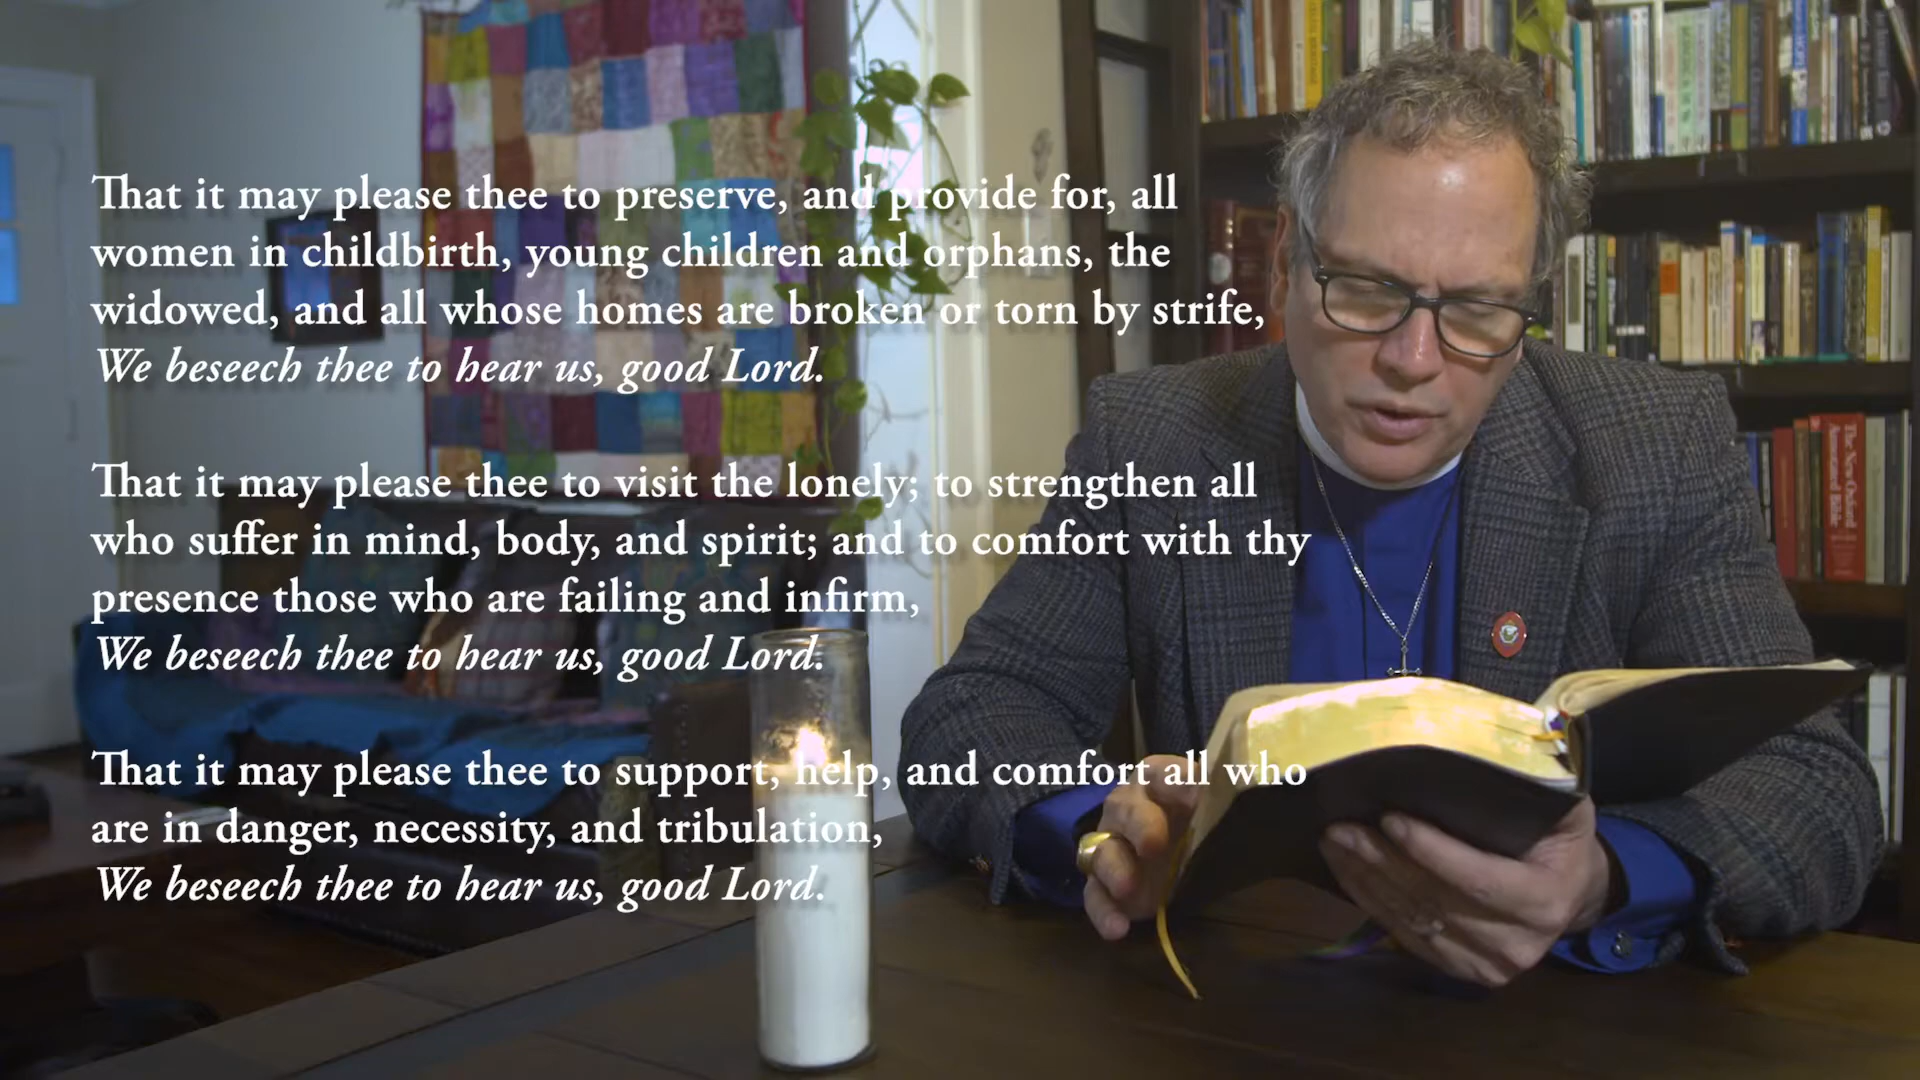 That it may please thee to preserve, and provide for, all
women in childbirth, young children and orphans, the
widowed, and all whose homes are broken or torn by strife,
We beseech thee to hear us, good Lord.
That it may please thee to visit the lonely; to strengthen all
who suffer in mind, body, and spirit; and to comfort with thy
presence those who are failing and infirm,
We beseech thee to hear us, good Lord.
That it may please thee to support, help, and comfort all who
are in danger, necessity, and tribulation,
We beseech thee to hear us, good Lord.
The New Oxford
Annotated Bible